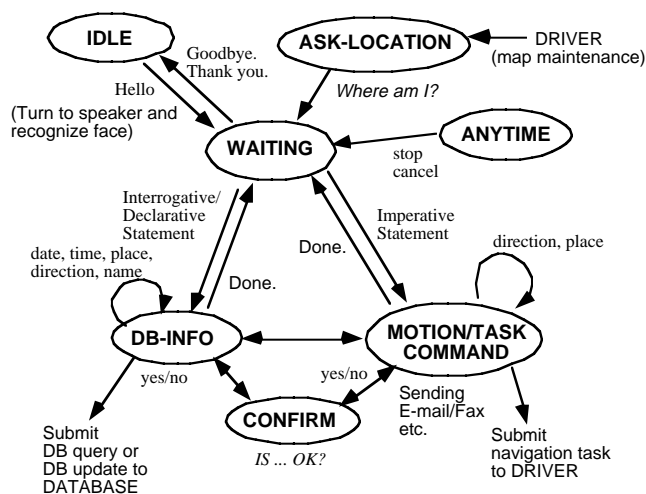 IDLE
Goodbye.
Thank you.
ASK-LOCATION
DRIVER
(map maintenance)
Hello
Where am I?
(Turn to speaker and
recognize face)
WAITING
ANYTIME
stop
cancel
Interrogative/
Declarative
Statement
Imperative
Statement
date, time, place,
direction, name
Done.
Done.
direction, place
DB-INFO
MOTION/TASK
COMMAND
yes/no
yes/no
CONFIRM
Sending
E-mail/Fax
etc.
IS ... OK?
Submit
DB query or
DB update to
DATABASE
Submit
navigation task
to DRIVER